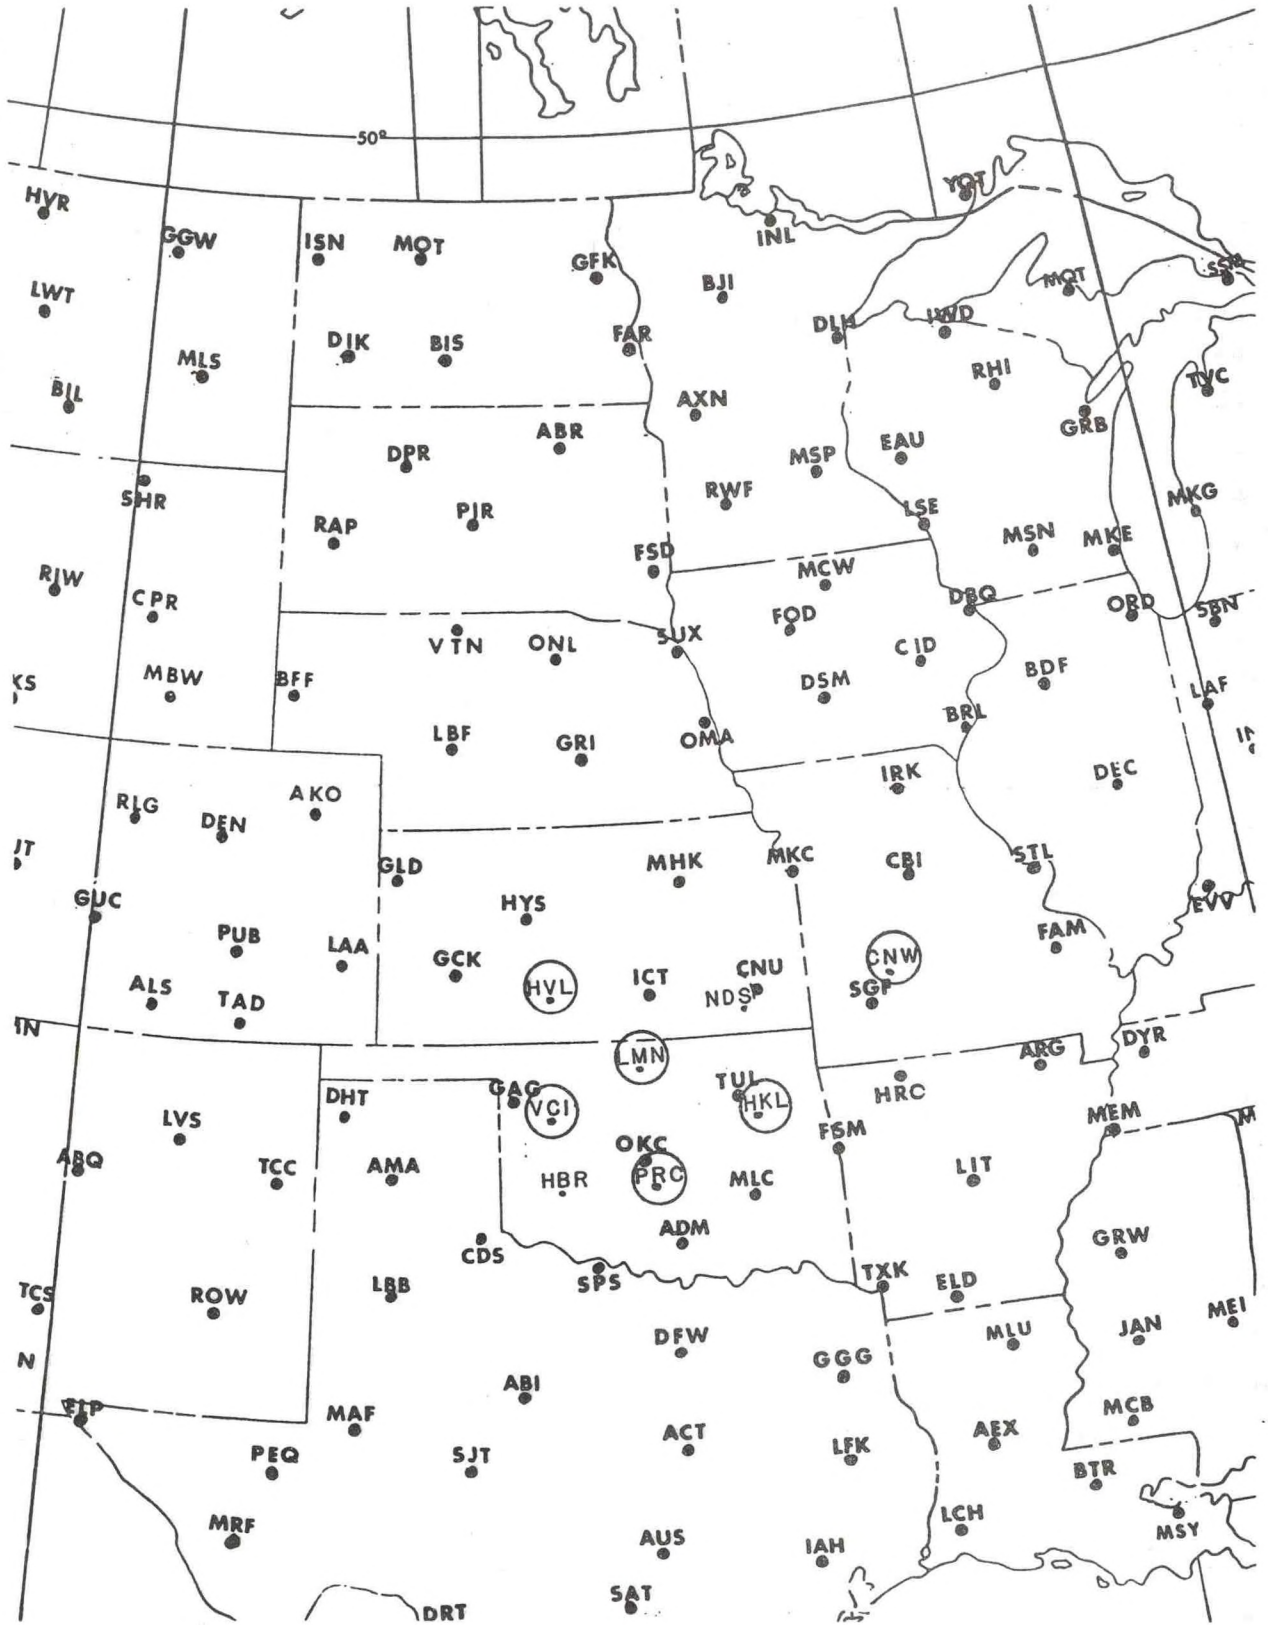 50°
YQT
HVR
GGW
ISN
MOT
INL
GFK
BJI
MQT
SSM
LWT
DLH
IWD
MLS
DIK
BIS
FAR
RHI
TVC
BIL
AXN
GRB
ABR
DPR
MSP
EAU
SHR
RWF
LSE
MKG
RAP
PIR
MSN
MKE
FSD
RIW
CPR
MCW
DBQ
ORD
SBN
FOD
VTN
ONL
SUX
CID
KS
MBW
BFF
DSM
BDF
LAF
LBF
GRI
OMA
BRL
IN
IRK
DEC
RLG
DEN
AKO
JT
GLD
MHK
MKC
CBI
STL
GUC
HYS
EVV
PUB
LAA
GCK
FAM
CNW
ICT
CNU
ALS
TAD
HVL
NDS
SGF
IN
DYR
LMN
ARG
TUL
HRC
GAG
DHT
VCI
HKL
MEM
M
LVS
FSM
OKC
ABQ
TCC
AMA
HBR
PRC
MLC
LIT
ADM
GRW
CDS
TCS
ROW
LBB
SPS
TXK
ELD
MEI
DFW
MLU
JAN
N
GGG
ABI
ELP
MAF
MCB
ACT
AEX
PEQ
SJT
LFK
BTR
MRF
LCH
MSY
AUS
IAH
SAT
DRT